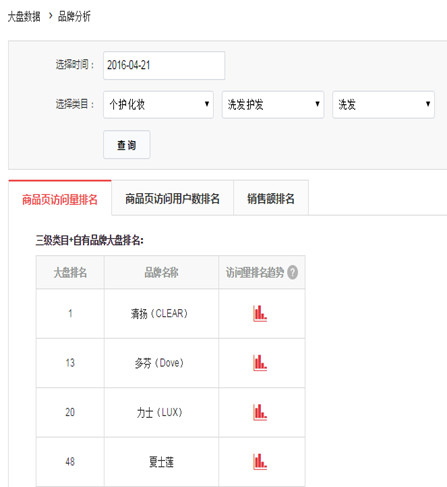 大盘数据 > 品牌分析
选择时间： 2016-04-21
选择类目： 个护化妆 洗发护发 洗发
查询
商品页访问量排名 商品页访问用户数排名 销售额排名
三级类目+自有品牌大盘排名：
大盘排名 品牌名称 访问量排名趋势 ?
1 清扬（CLEAR）
13 多芬（Dove）
20 力士（LUX）
48 夏士莲